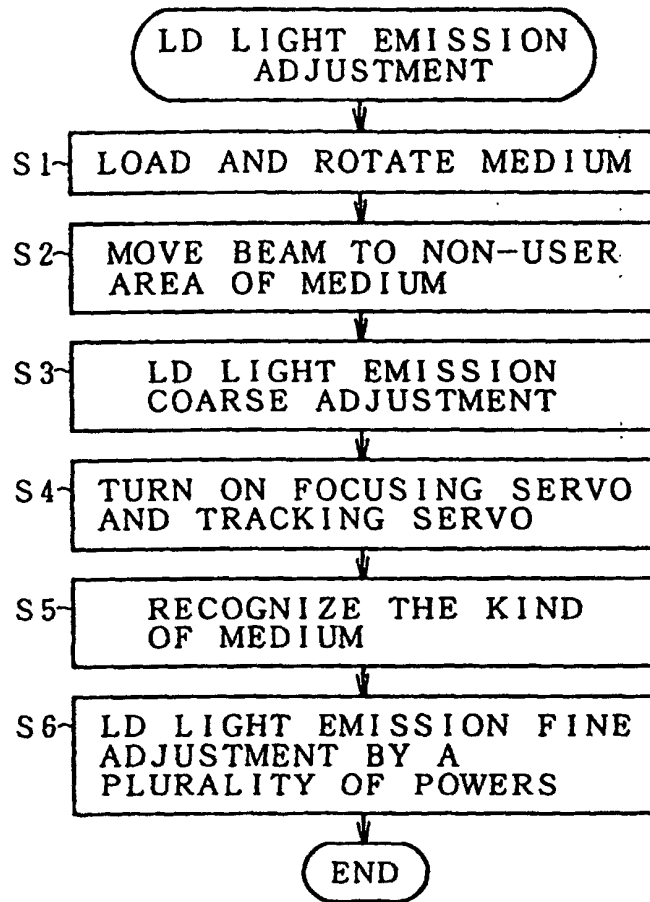 LD LIGHT EMISSION
ADJUSTMENT
S1 LOAD AND ROTATE MEDIUM
S2 MOVE BEAM TO NON-USER
AREA OF MEDIUM
S3 LD LIGHT EMISSION
COARSE ADJUSTMENT
S4 TURN ON FOCUSING SERVO
AND TRACKING SERVO
S5 RECOGNIZE THE KIND
OF MEDIUM
S6 LD LIGHT EMISSION FINE
ADJUSTMENT BY A
PLURALITY OF POWERS
END